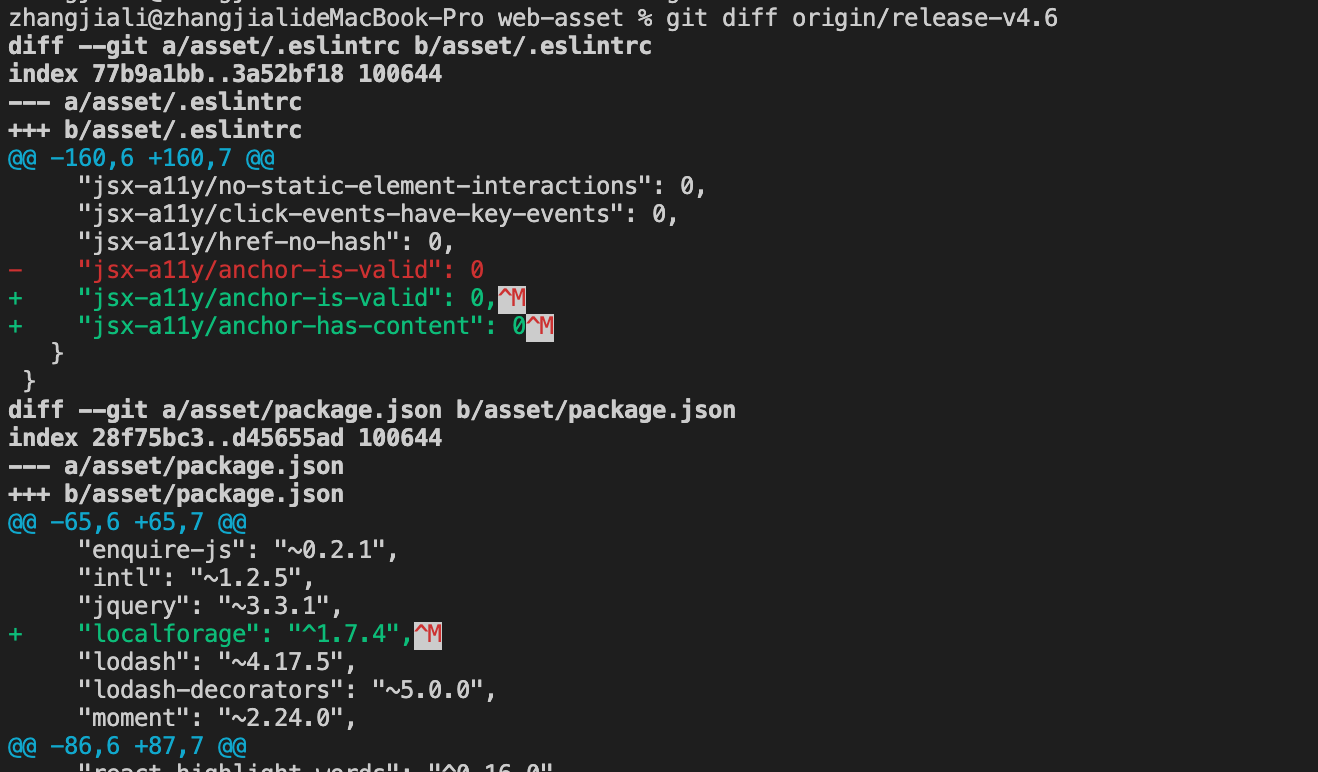 zhangjiali@zhangjialideMacBook-Pro web-asset % git diff origin/release-v4.6
diff --git a/asset/.eslintrc b/asset/.eslintrc
index 77b9a1bb..3a52bf18 100644
--- a/asset/.eslintrc
+++ b/asset/.eslintrc
@@ -160,6 +160,7 @@
     "jsx-a11y/no-static-element-interactions": 0,
     "jsx-a11y/click-events-have-key-events": 0,
     "jsx-a11y/href-no-hash": 0,
-    "jsx-a11y/anchor-is-valid": 0
+    "jsx-a11y/anchor-is-valid": 0,^M
+    "jsx-a11y/anchor-has-content": 0^M
   }
 }
diff --git a/asset/package.json b/asset/package.json
index 28f75bc3..d45655ad 100644
--- a/asset/package.json
+++ b/asset/package.json
@@ -65,6 +65,7 @@
     "enquire-js": "~0.2.1",
     "intl": "~1.2.5",
     "jquery": "~3.3.1",
+    "localforage": "^1.7.4",^M
     "lodash": "~4.17.5",
     "lodash-decorators": "~5.0.0",
     "moment": "~2.24.0",
@@ -86,6 +87,7 @@
     "react-highlight-words": "^0.16.0"